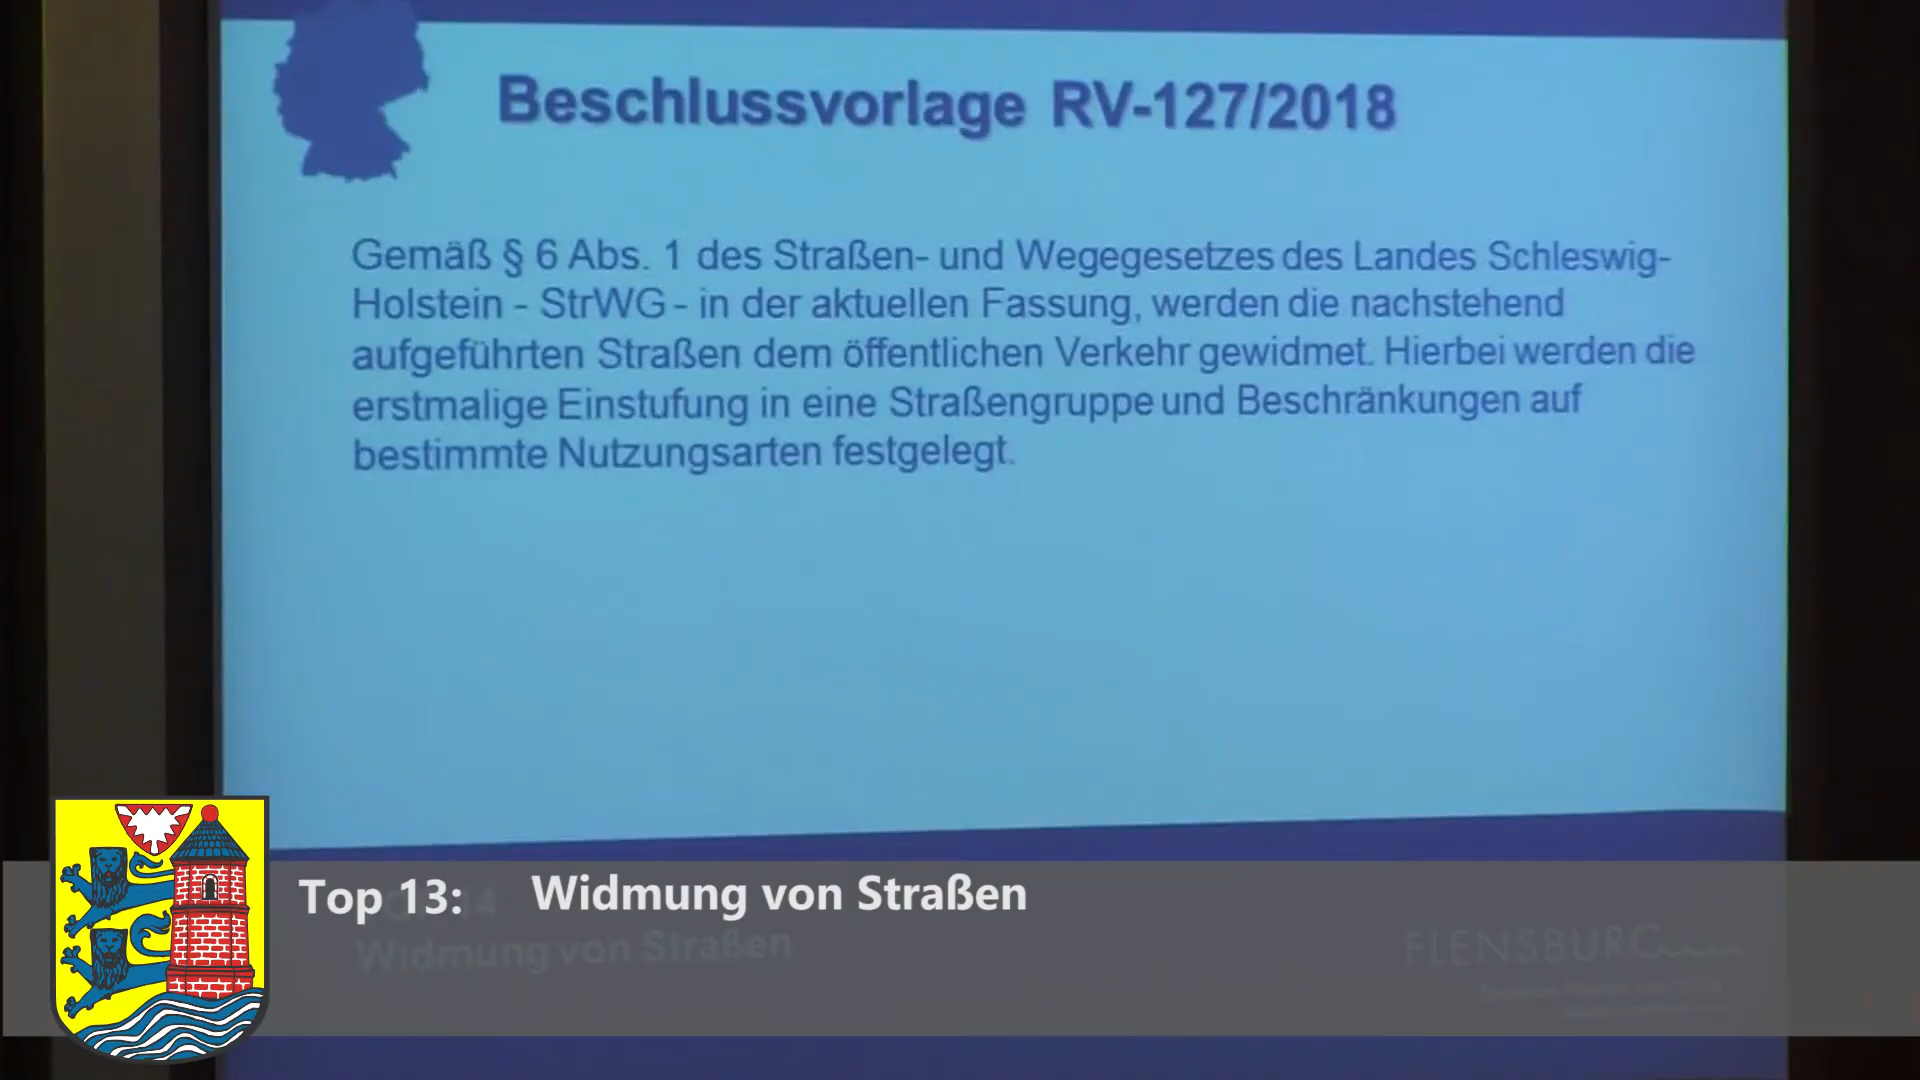 Beschlussvorlage RV-127/2018
Gemäß § 6 Abs. 1 des Straßen- und Wegegesetzes des Landes Schleswig-
Holstein - StrWG - in der aktuellen Fassung, werden die nachstehend
aufgeführten Straßen dem öffentlichen Verkehr gewidmet. Hierbei werden die
erstmalige Einstufung in eine Straßengruppe und Beschränkungen auf
bestimmte Nutzungsarten festgelegt.
Top 13: Widmung von Straßen
Widmung von Straßen
FLENSBURG